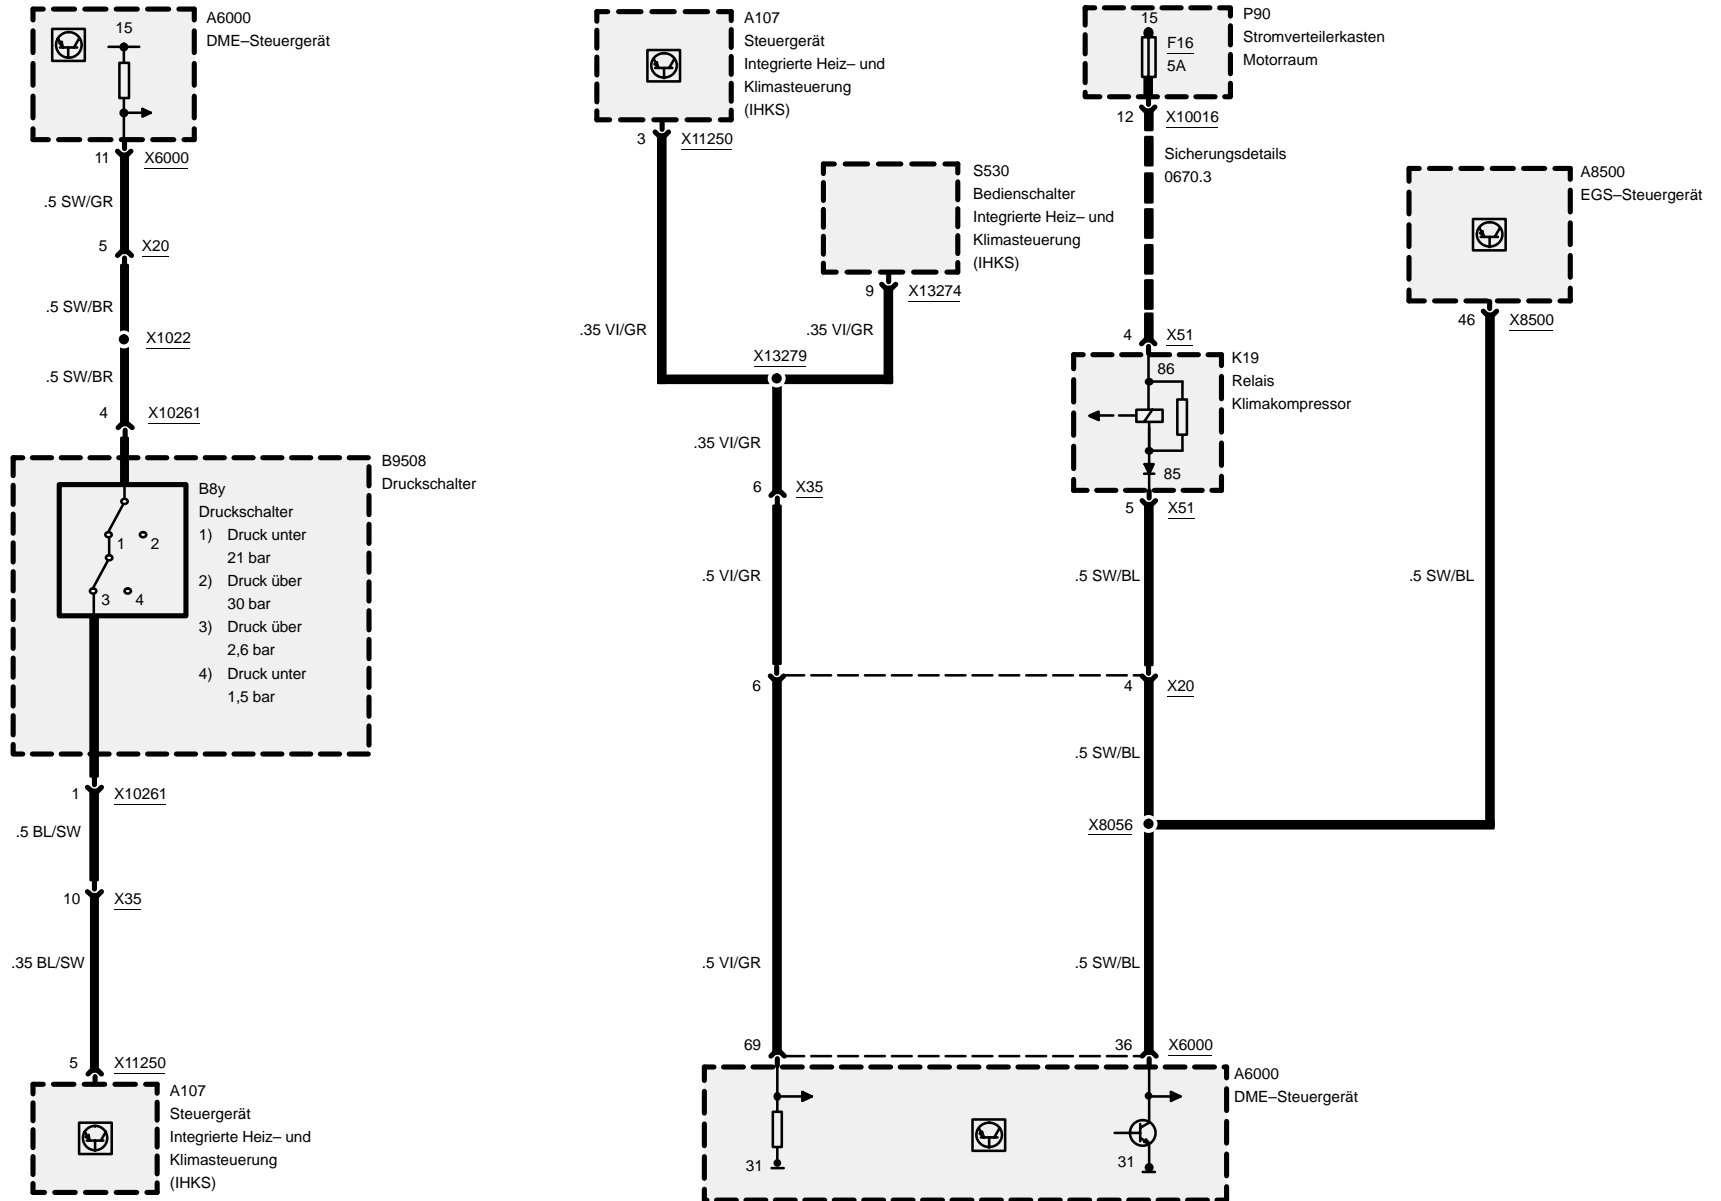 15
A6000
DME–Steuergerät
11
X6000
.5 SW/GR
5
X20
.5 SW/BR
X1022
.5 SW/BR
4
X10261
B9508
Druckschalter
B8y
Druckschalter
1) Druck unter
21 bar
2) Druck über
30 bar
3) Druck über
2,6 bar
4) Druck unter
1,5 bar
1
2
3
4
1
X10261
.5 BL/SW
10
X35
.35 BL/SW
5
X11250
A107
Steuergerät
Integrierte Heiz– und
Klimasteuerung
(IHKS)
A107
Steuergerät
Integrierte Heiz– und
Klimasteuerung
(IHKS)
3
X11250
S530
Bedienschalter
Integrierte Heiz– und
Klimasteuerung
(IHKS)
9
X13274
.35 VI/GR
.35 VI/GR
X13279
.35 VI/GR
6
X35
.5 VI/GR
6
.5 VI/GR
69
15
F16
5A
P90
Stromverteilerkasten
Motorraum
12
X10016
Sicherungsdetails
0670.3
4
X51
K19
Relais
Klimakompressor
86
85
5
X51
.5 SW/BL
4
X20
.5 SW/BL
X8056
.5 SW/BL
36
X6000
A6000
DME–Steuergerät
31
31
A8500
EGS–Steuergerät
46
X8500
.5 SW/BL